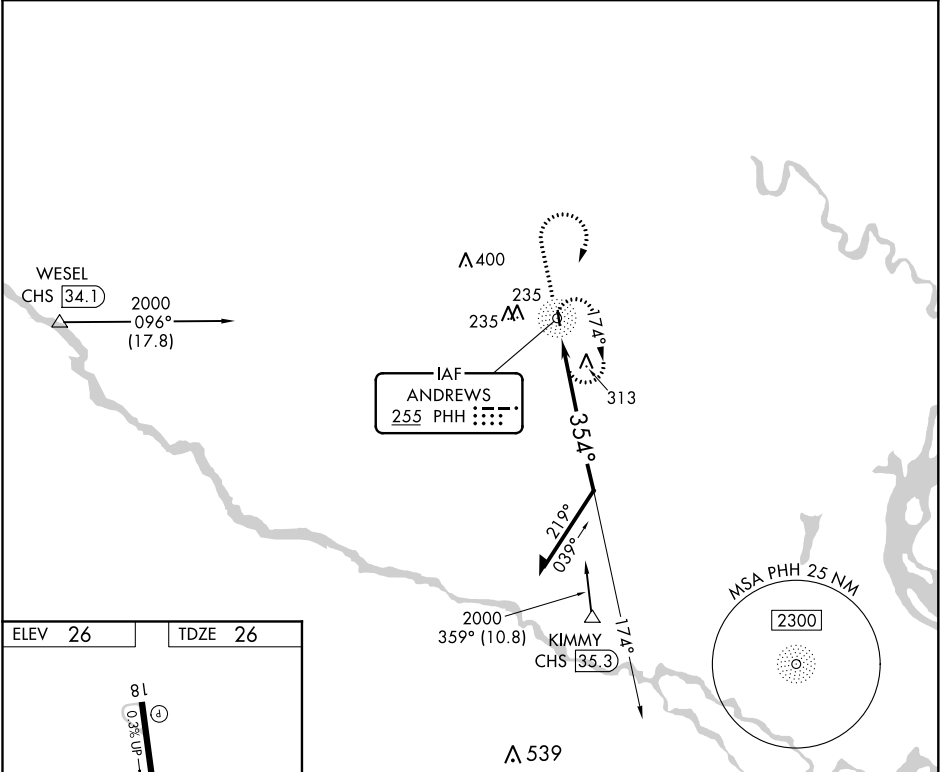 400
WESEL
CHS 34.1
2000
096°
(17.8)
235
235
174°
IAF
ANDREWS
255 PHH
313
354°
219°
039°
2000
359° (10.8)
KIMMY
CHS 35.3
174°
MSA PHH 25 NM
2300
539
ELEV 26
TDZE 26
18
P
0.3% UP